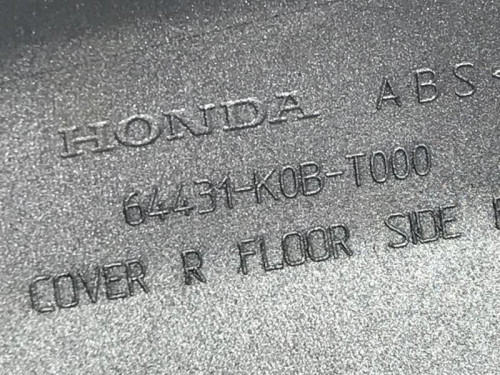 HONDA ABS
64431-K0B-T000
COVER R FLOOR SIDE